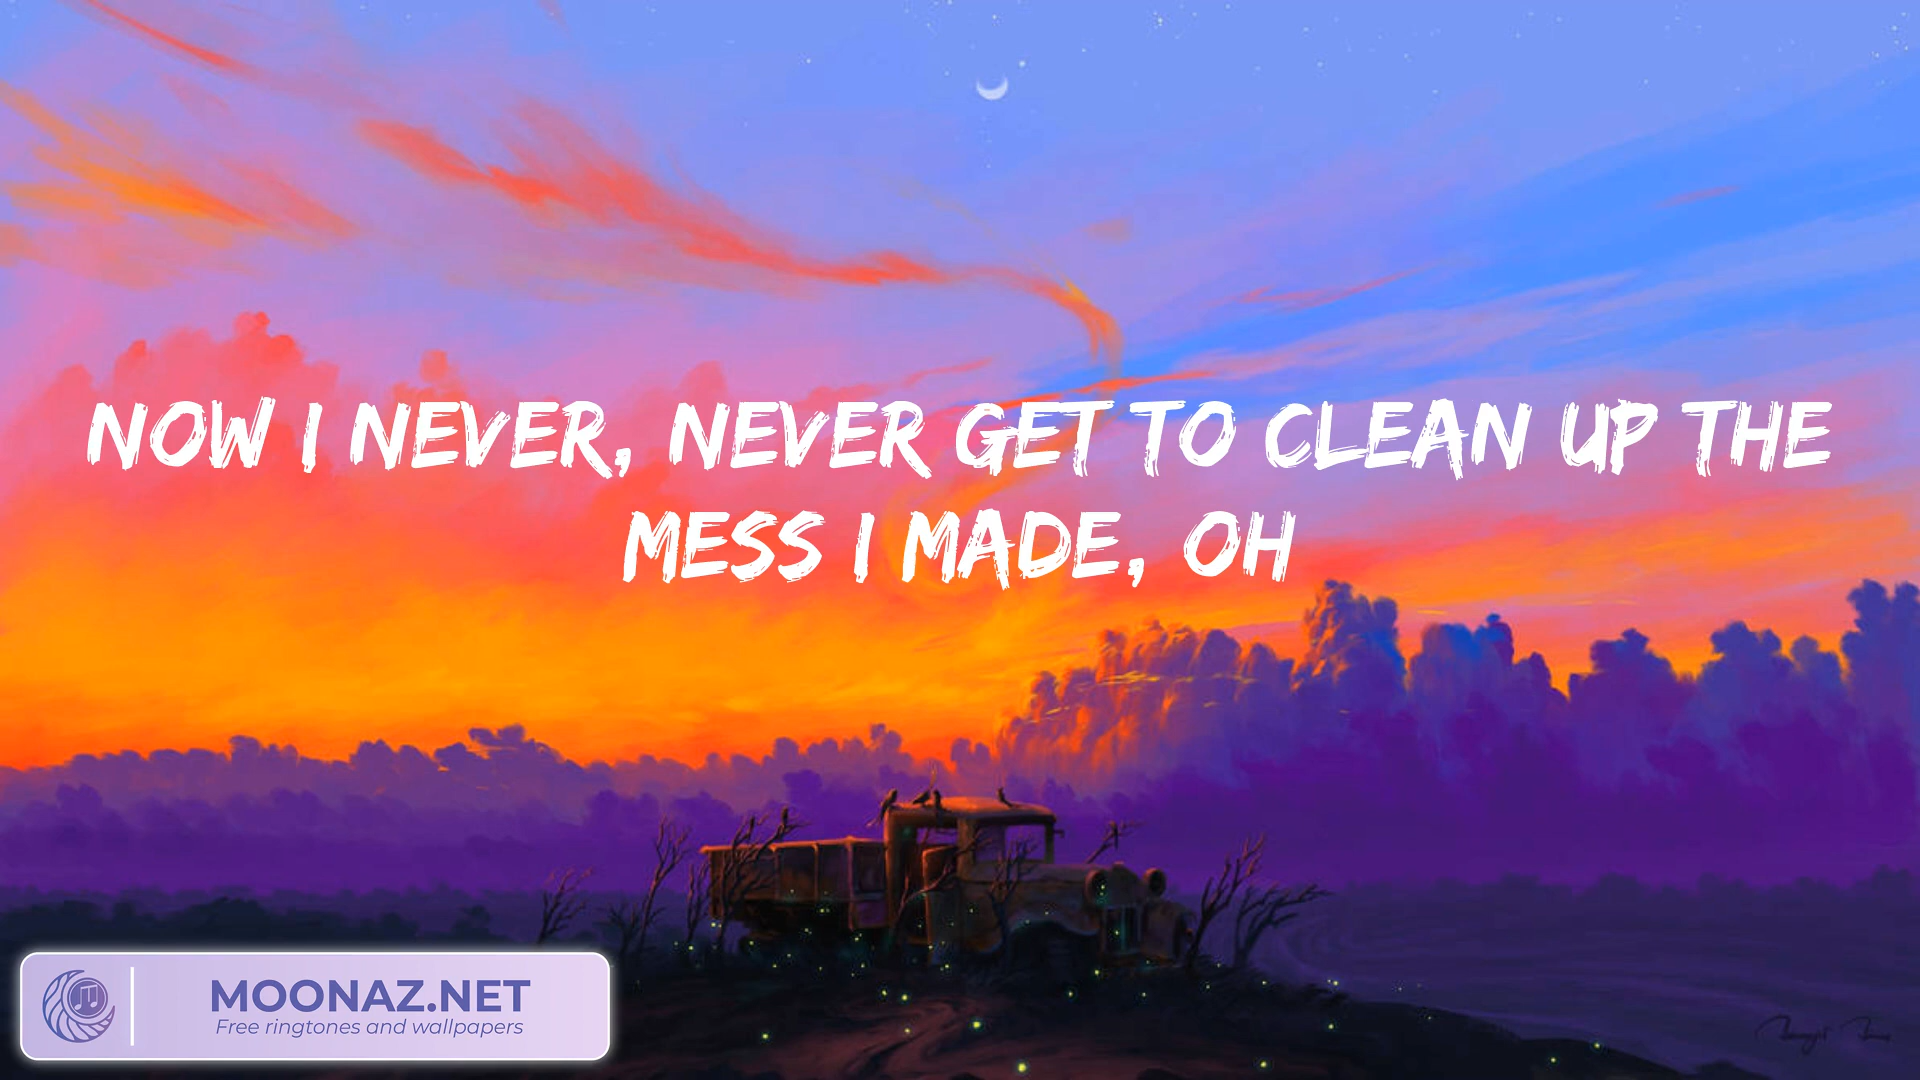 NOW I NEVER, NEVER GET TO CLEAN UP THE
MESS I MADE, OH
MOONAZ.NET
Free ringtones and wallpapers